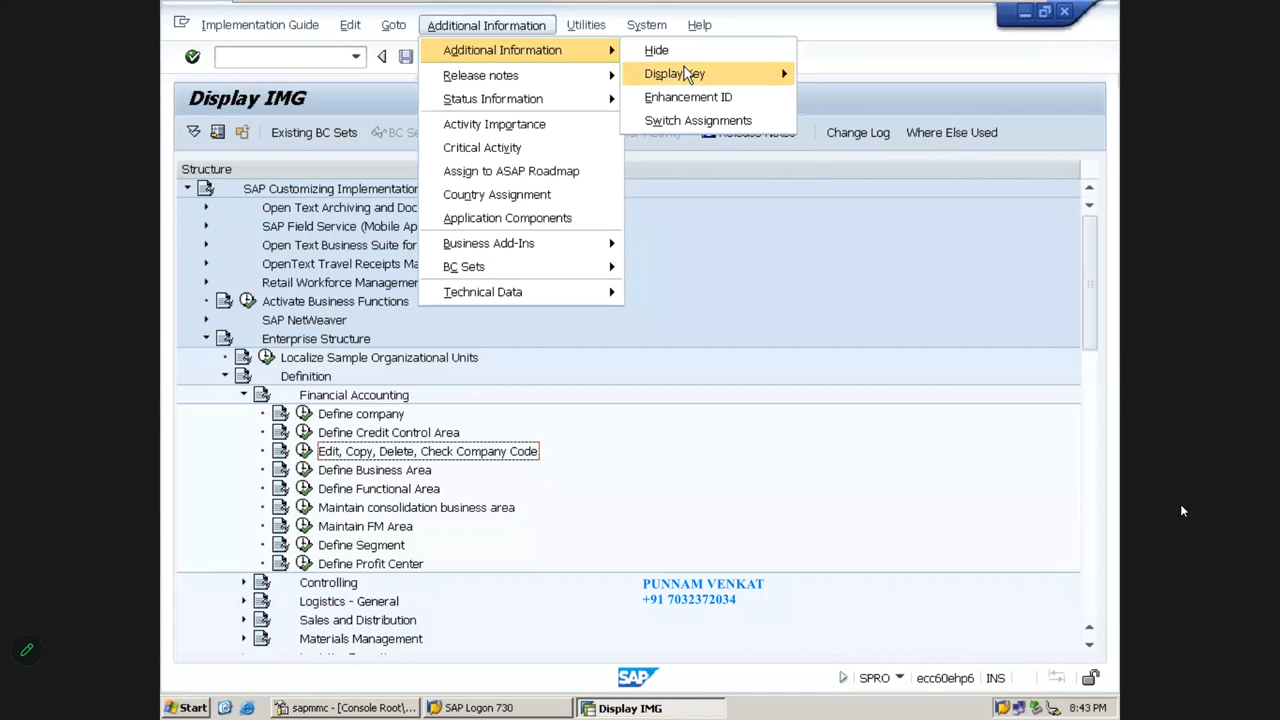 Implementation Guide Edit Goto Additional Information Utilities System Help
Additional Information
Release notes
Status Information
Activity Importance
Critical Activity
Assign to ASAP Roadmap
Country Assignment
Application Components
Business Add-Ins
BC Sets
Technical Data
Hide
Display
Enhancement ID
Switch Assignments
Display IMG
Existing BC Sets BC Se Change Log Where Else Used
Structure
SAP Customizing Implementation
Open Text Archiving and Doc
SAP Field Service (Mobile Ap
Open Text Business Suite for
OpenText Travel Receipts Ma
Retail Workforce Managemer
Activate Business Functions
SAP NetWeaver
Enterprise Structure
Localize Sample Organizational Units
Definition
Financial Accounting
Define company
Define Credit Control Area
Edit, Copy, Delete, Check Company Code
Define Business Area
Define Functional Area
Maintain consolidation business area
Maintain FM Area
Define Segment
Define Profit Center
Controlling
Logistics - General
Sales and Distribution
Materials Management
PUNNAM VENKAT
+91 7032372034
SAP
SPRO ecc60ehp6 INS
Start sapmmc - [Console Root\... SAP Logon 730 Display IMG 8:43 PM